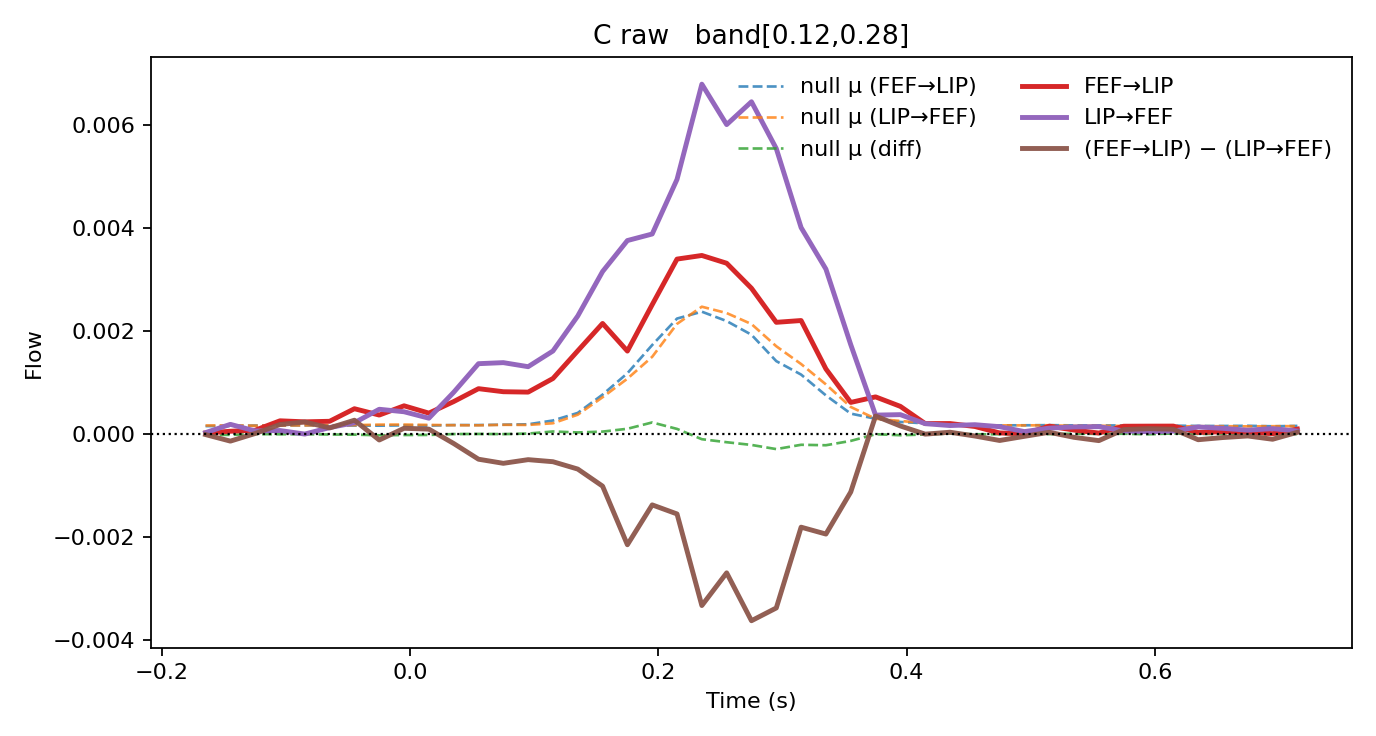 C raw   band[0.12,0.28]
null μ (FEF→LIP)
null μ (LIP→FEF)
null μ (diff)
FEF→LIP
LIP→FEF
(FEF→LIP) − (LIP→FEF)
Flow
0.006
0.004
0.002
0.000
−0.002
−0.004
−0.2
0.0
0.2
0.4
0.6
Time (s)